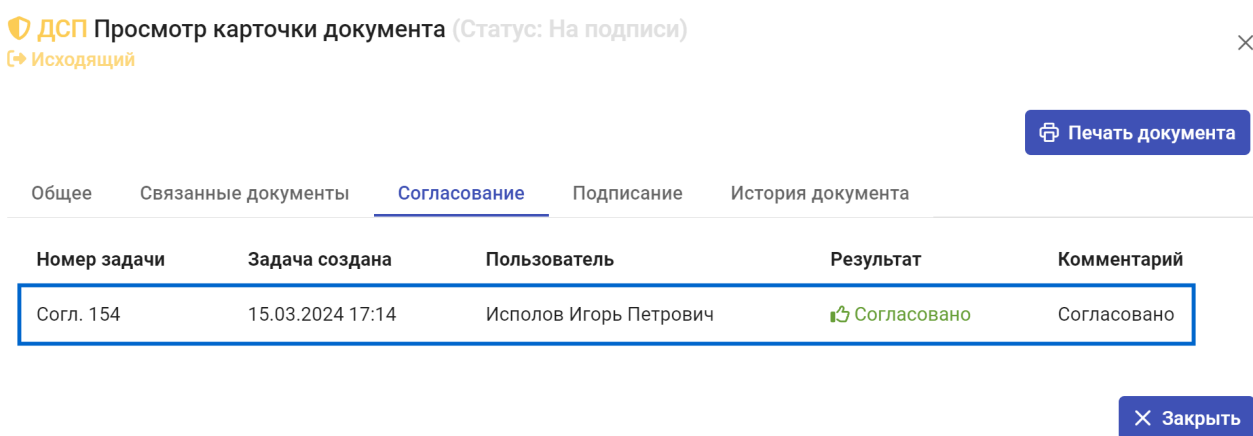 ДСП Просмотр карточки документа (Статус: На подписи)
Исходящий
Печать документа
Общее Связанные документы Согласование Подписание История документа
Номер задачи Задача создана Пользователь Результат Комментарий
Согл. 154 15.03.2024 17:14 Исполов Игорь Петрович Согласовано Согласовано
Закрыть